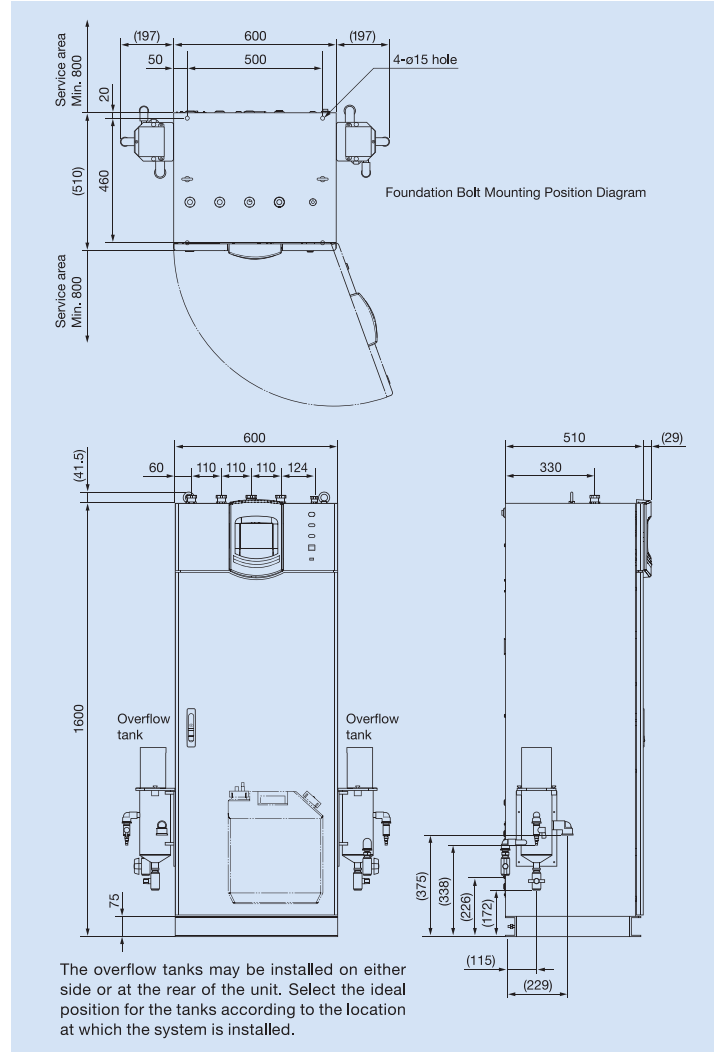 (197)
600
(197)
50
500
4-ø15 hole
Service area
Min. 800
20
(510)
460
Foundation Bolt Mounting Position Diagram
Service area
Min. 800
600
510
(29)
(41.5)
60
110
110
110
124
330
1600
Overflow
tank
Overflow
tank
75
(375)
(338)
(226)
(172)
(115)
(229)
The overflow tanks may be installed on either
side or at the rear of the unit. Select the ideal
position for the tanks according to the location
at which the system is installed.